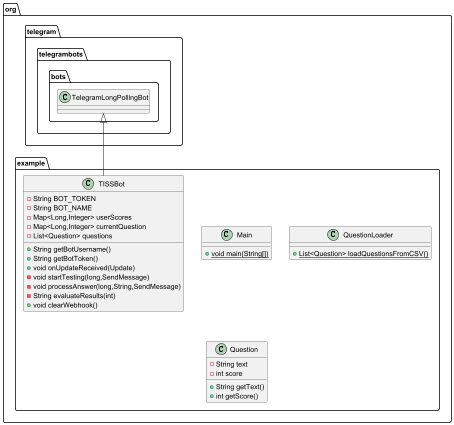 org
telegram
telegrambots
bots
C TelegramLongPollingBot
example
C TISSBot
String BOT_TOKEN
String BOT_NAME
Map<Long,Integer> userScores
Map<Long,Integer> currentQuestion
List<Question> questions
String getBotUsername()
String getBotToken()
void onUpdateReceived(Update)
void startTesting(long,SendMessage)
void processAnswer(long,String,SendMessage)
String evaluateResults(int)
void clearWebhook()
C Main
void main(String[])
C QuestionLoader
List<Question> loadQuestionsFromCSV()
C Question
String text
int score
String getText()
int getScore()